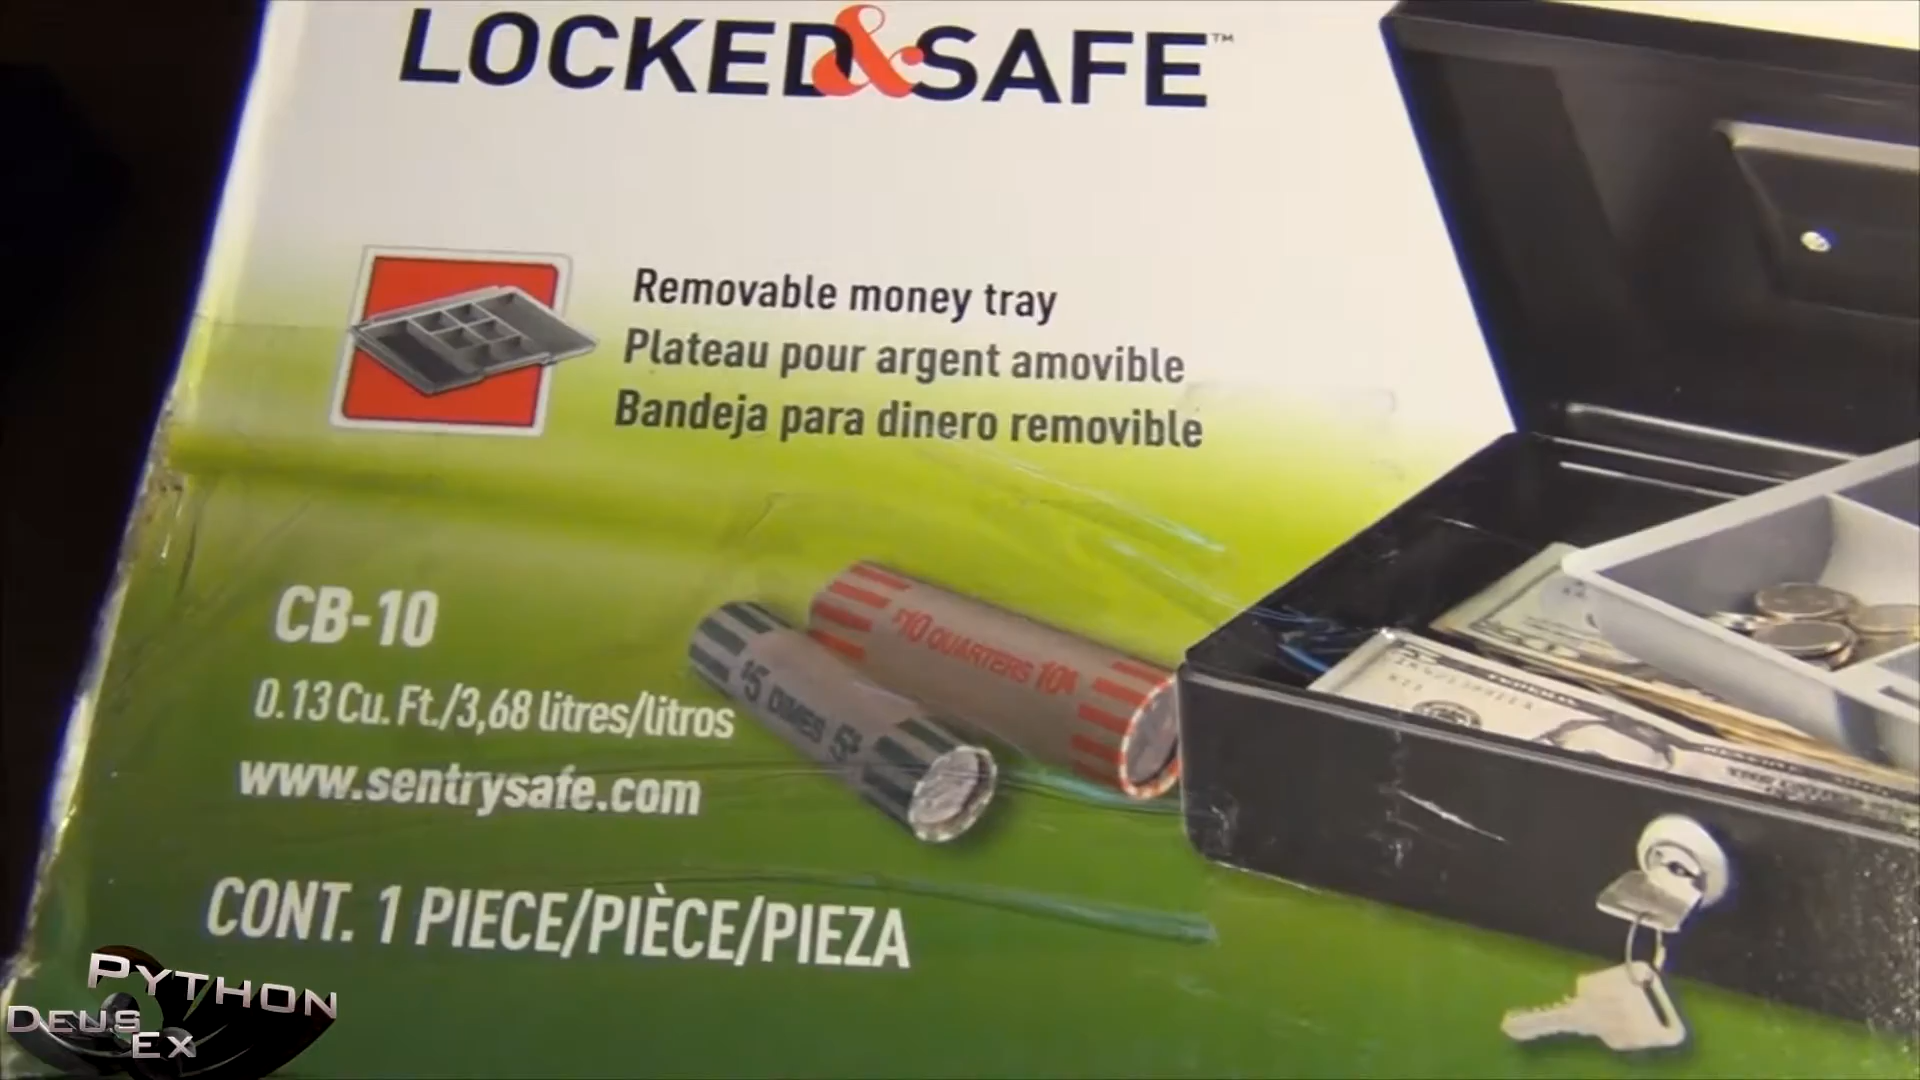 LOCKED&SAFE™
Removable money tray
Plateau pour argent amovible
Bandeja para dinero removible
CB-10
0.13 Cu. Ft./3,68 litres/litros
www.sentrysafe.com
CONT. 1 PIECE/PIÈCE/PIEZA
$10 QUARTERS 10$
$5 DIMES 5$
PYTHON
DEUS
EX